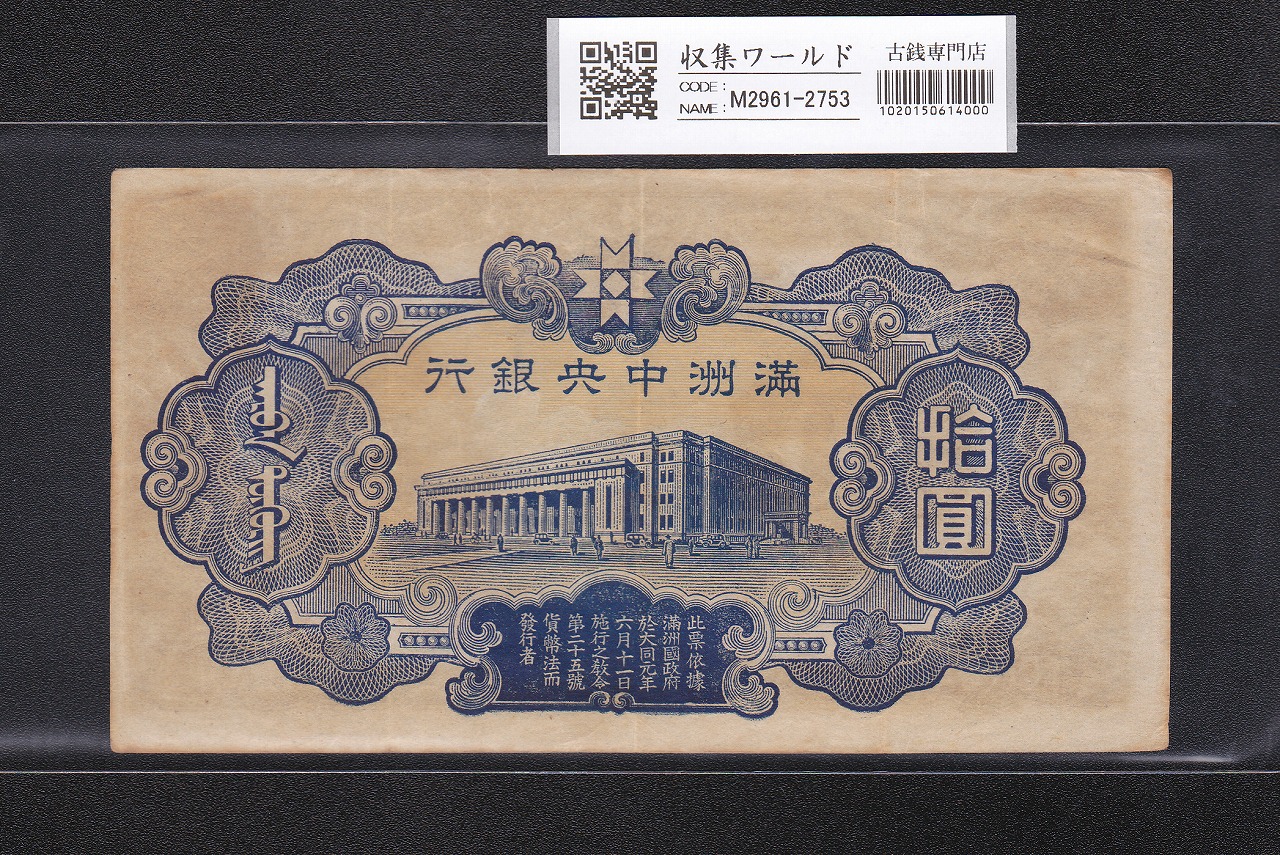 収集ワールド
古銭専門店
CODE:
NAME:
M2961-2753
1020150614000
滿洲中央銀行
拾圓
此票依據
滿洲國政府
於大同元年
六月十一日
施行之教令
第二十五號
貨幣法而
發行者